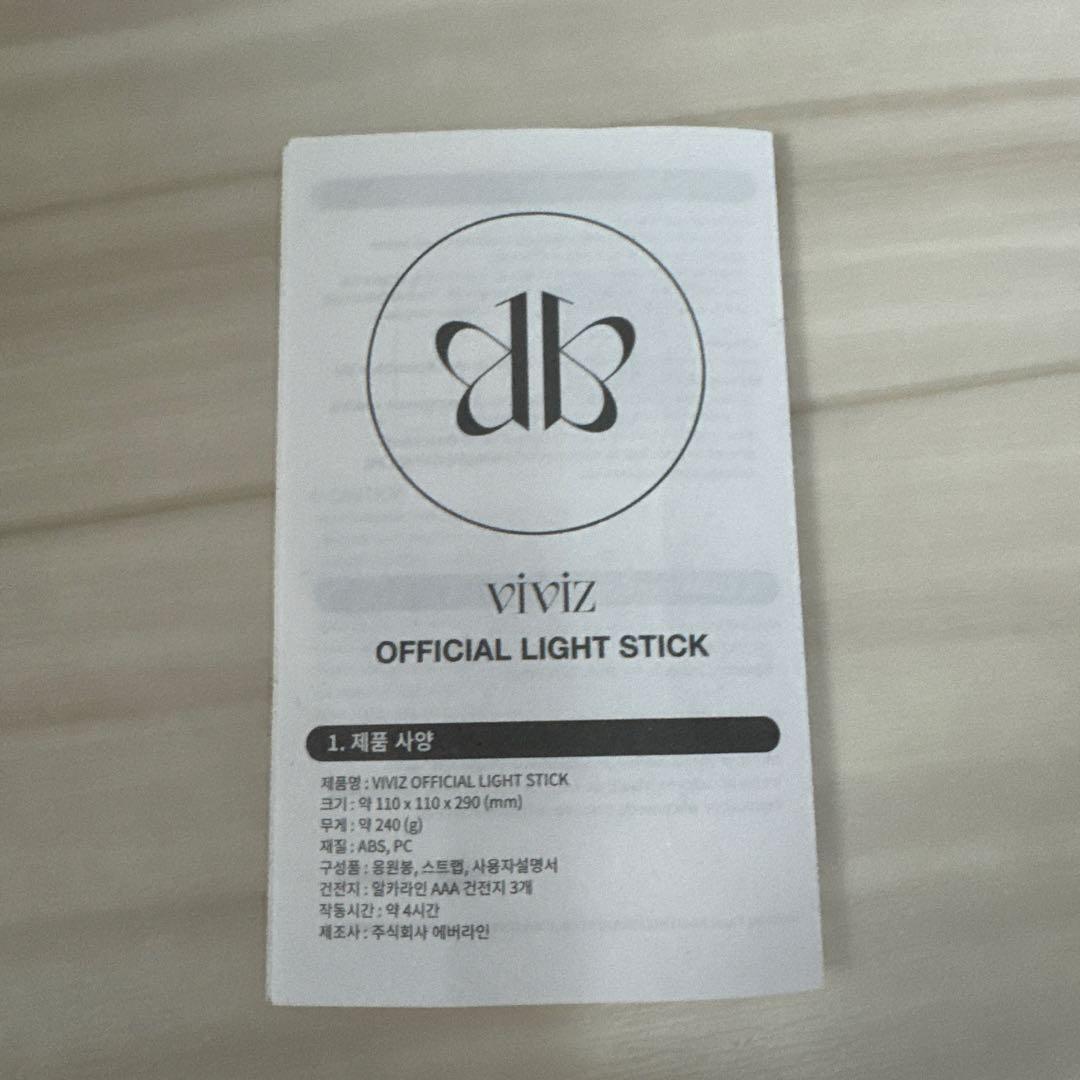 viviz
OFFICIAL LIGHT STICK
1. 제품 사양
제품명 : VIVIZ OFFICIAL LIGHT STICK
크기 : 약 110 x 110 x 290 (mm)
무게 : 약 240 (g)
재질 : ABS, PC
구성품 : 응원봉, 스트랩, 사용자설명서
건전지 : 알카라인 AAA 건전지 3개
작동시간 : 약 4시간
제조사 : 주식회사 에버라인